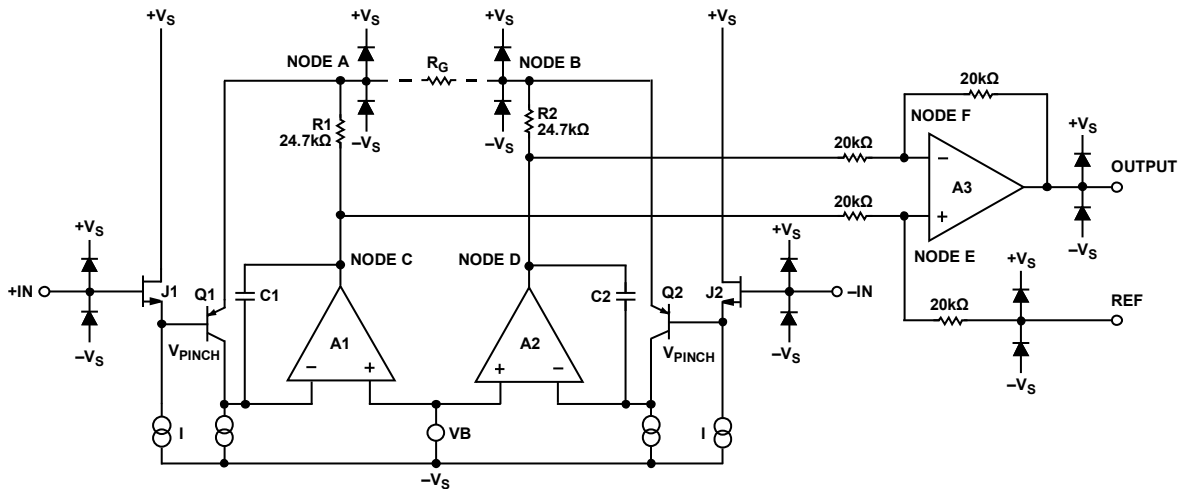 +VS
+VS
+VS
+VS
NODE A
RG
NODE B
R1
24.7kΩ
−VS
−VS
R2
24.7kΩ
20kΩ
NODE F
20kΩ
−
A3
+
+VS
OUTPUT
−VS
20kΩ
NODE E
+VS
+IN
J1
−VS
Q1
VPINCH
C1
NODE C
A1
−
+
NODE D
A2
+
−
C2
Q2
VPINCH
J2
+VS
−IN
−VS
20kΩ
+VS
REF
−VS
I
VB
I
−VS